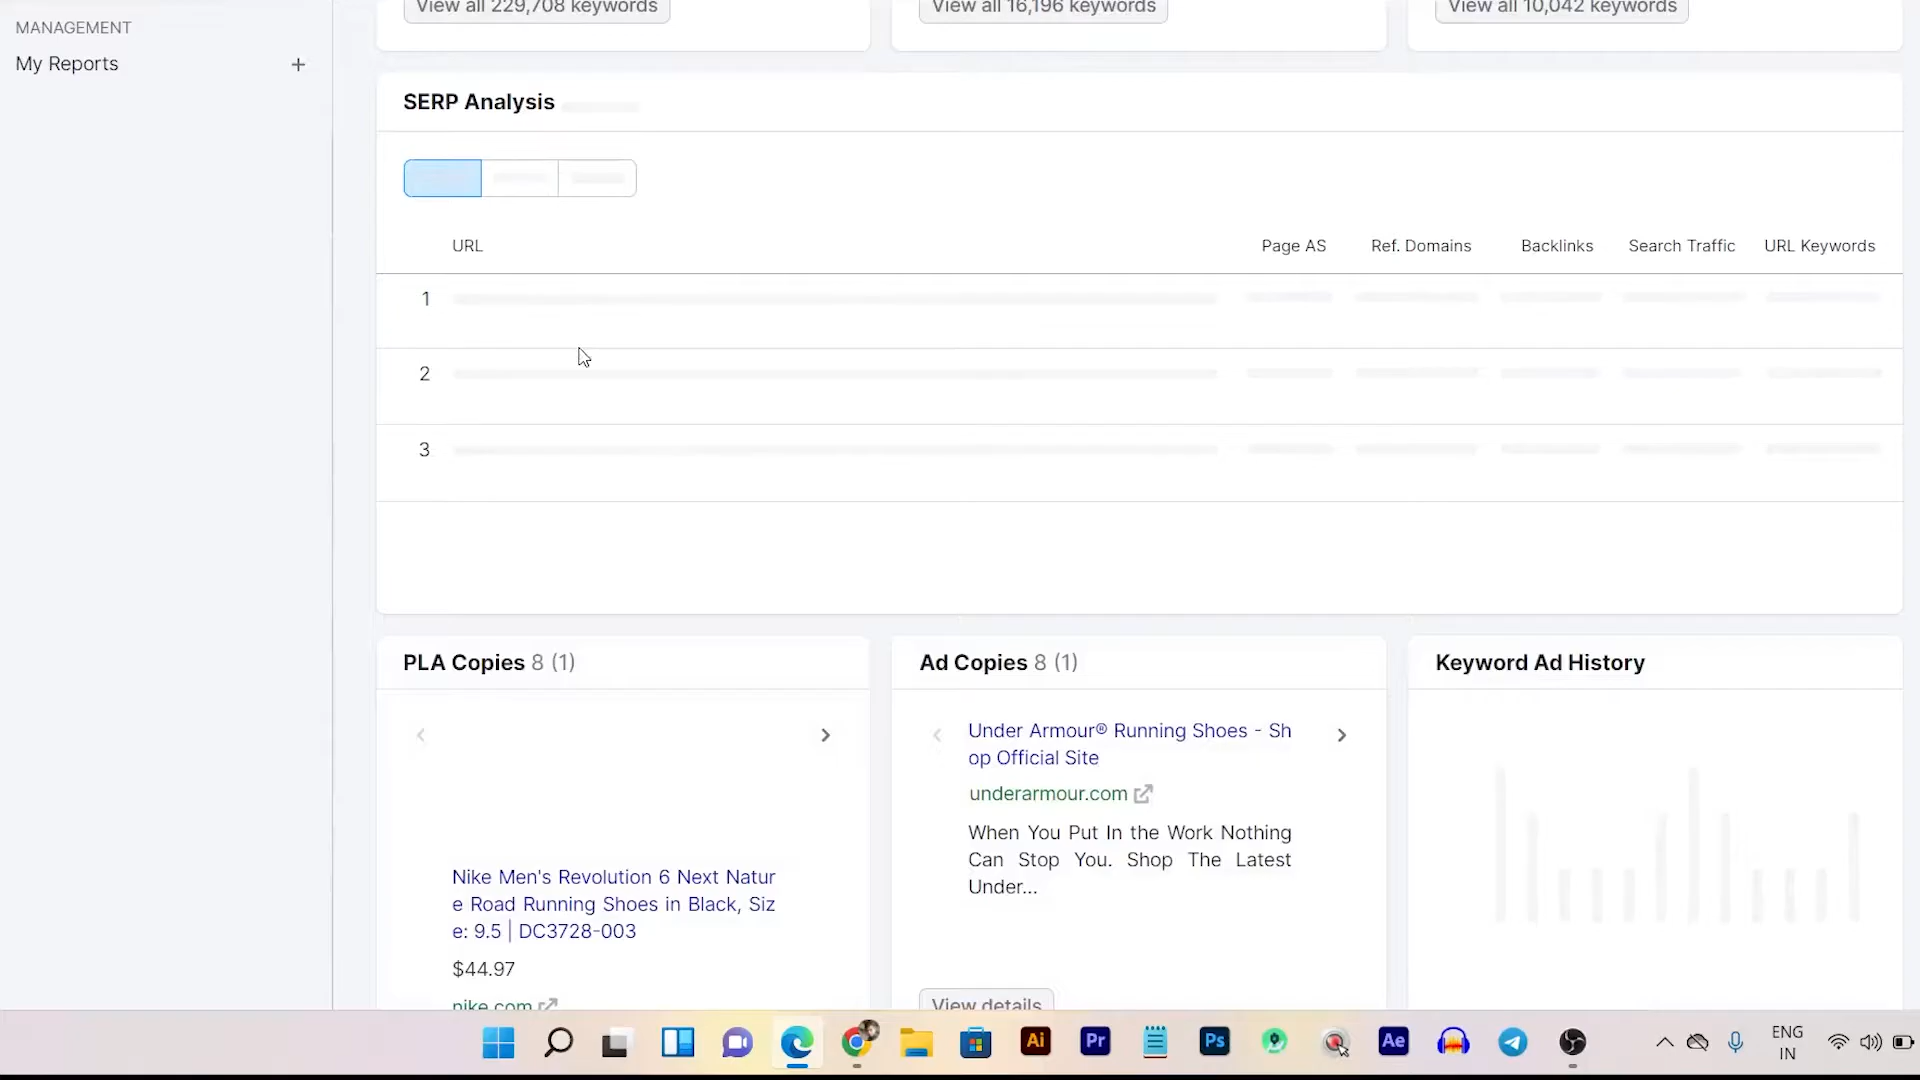 MANAGEMENT
My Reports
View all 229,708 keywords
View all 16,196 keywords
View all 10,042 keywords
SERP Analysis
URL
Page AS
Ref. Domains
Backlinks
Search Traffic
URL Keywords
1
2
3
PLA Copies 8 (1)
Nike Men's Revolution 6 Next Natur
e Road Running Shoes in Black, Siz
e: 9.5 | DC3728-003
$44.97
nike.com
Ad Copies 8 (1)
Under Armour® Running Shoes - Sh
op Official Site
underarmour.com
When You Put In the Work Nothing
Can Stop You. Shop The Latest
Under...
View details
Keyword Ad History
Ai
Pr
Ps
Ae
ENG
IN